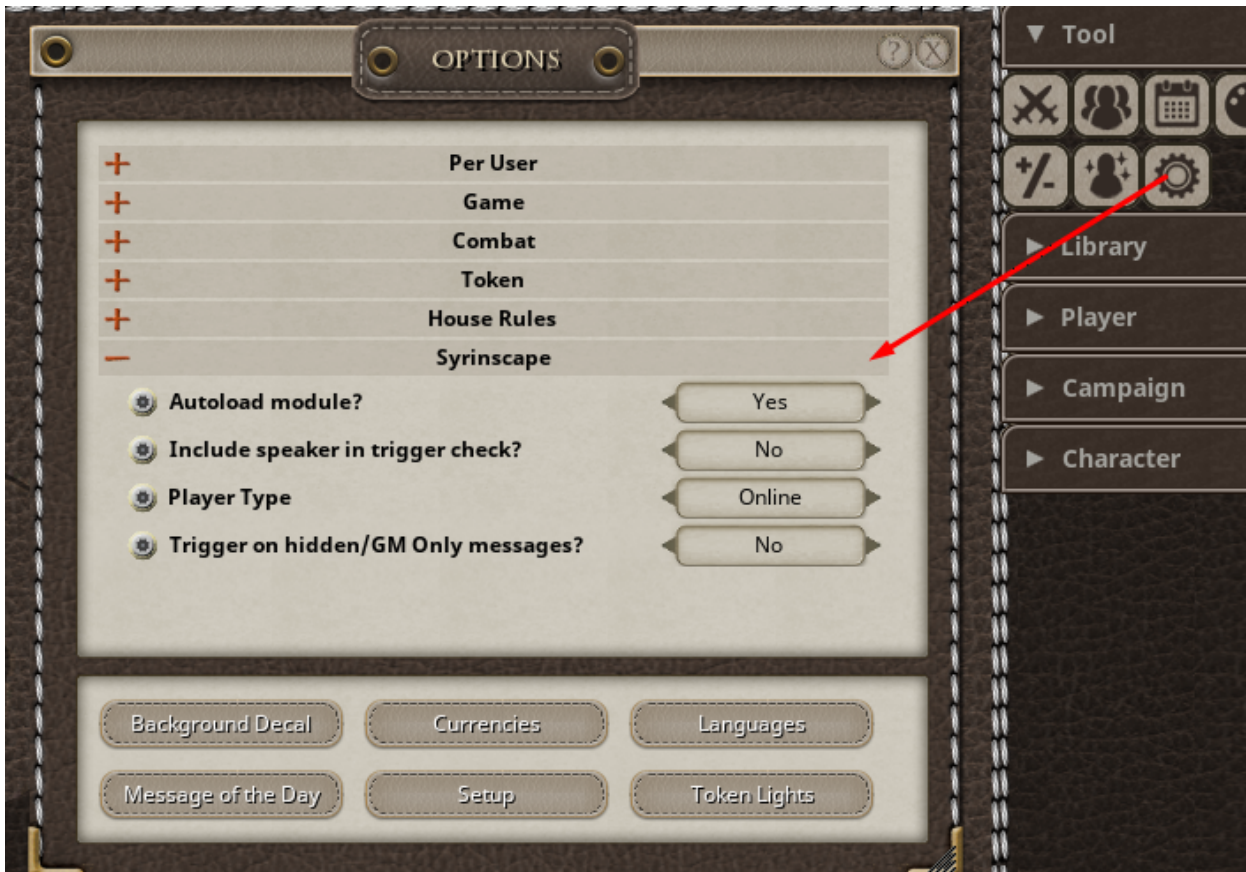 OPTIONS
? X
Per User
Game
Combat
Token
House Rules
Syrinscape
Autoload module? Yes
Include speaker in trigger check? No
Player Type Online
Trigger on hidden/GM Only messages? No
Background Decal Currencies Languages
Message of the Day Setup Token Lights
Tool
+/-
Library
Player
Campaign
Character